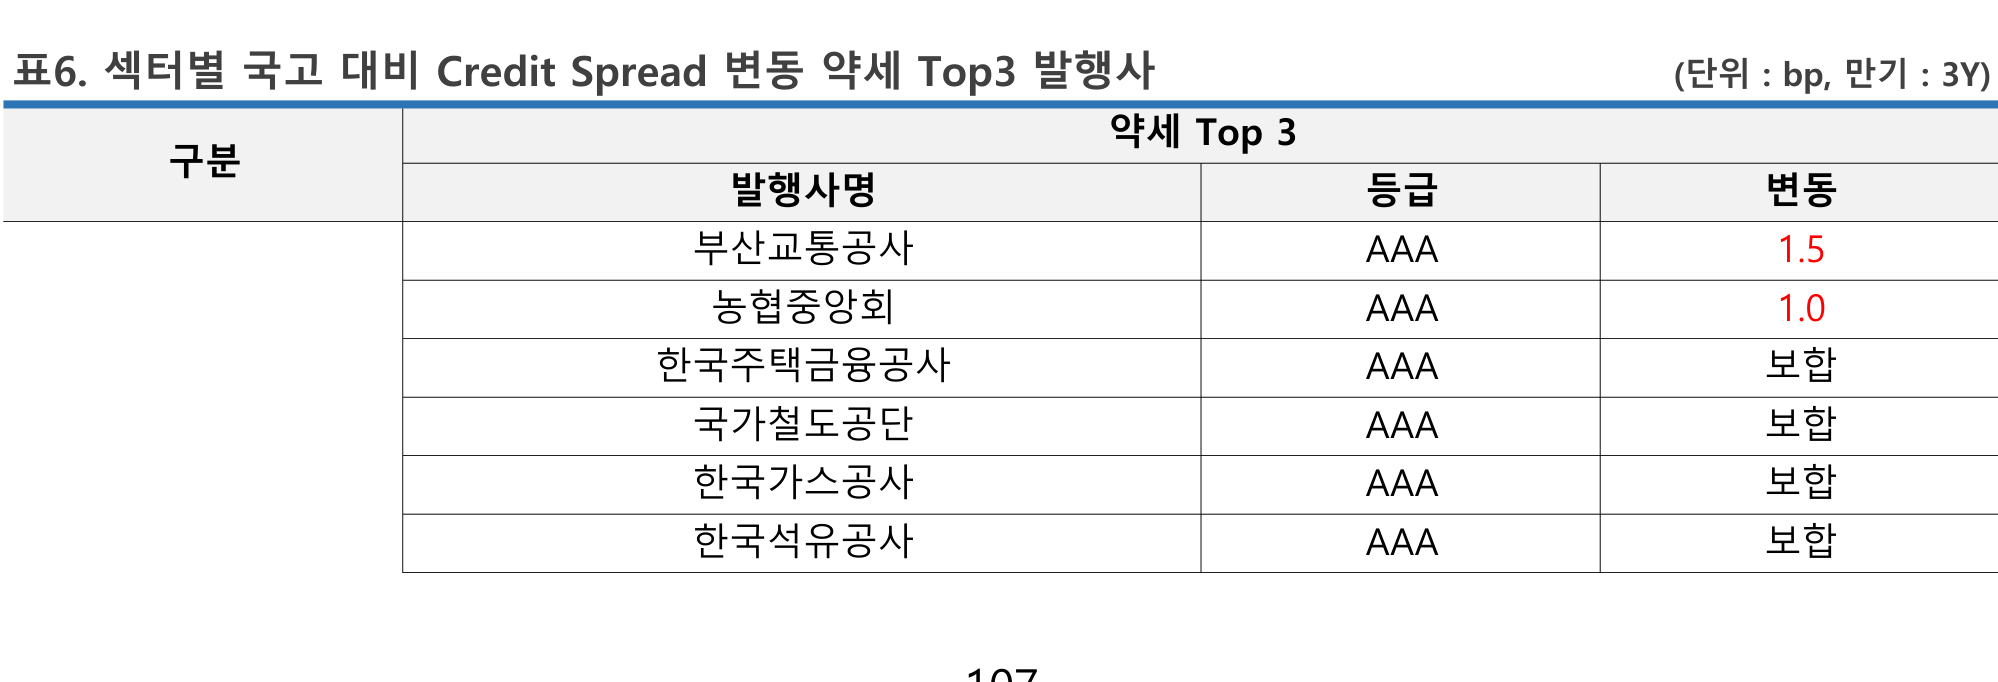 표6. 섹터별 국고 대비 Credit Spread 변동 약세 Top3 발행사 (단위 : bp, 만기 : 3Y)
구분 약세 Top 3
발행사명 등급 변동
부산교통공사 AAA 1.5
농협중앙회 AAA 1.0
한국주택금융공사 AAA 보합
국가철도공단 AAA 보합
한국가스공사 AAA 보합
한국석유공사 AAA 보합
107